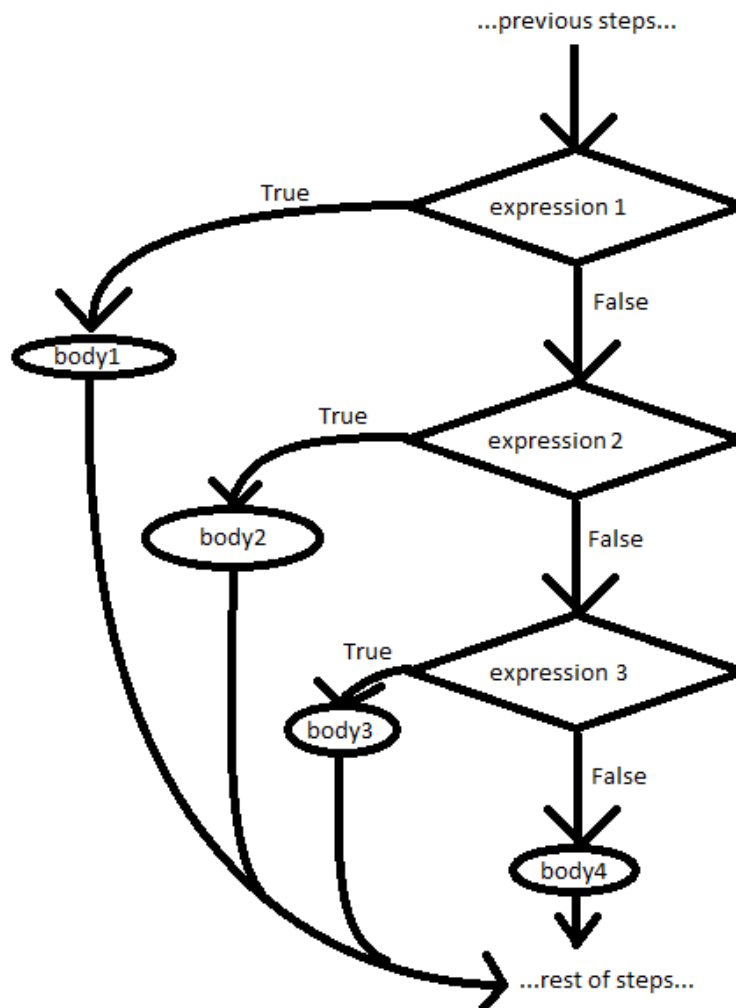 ...previous steps...
True
expression 1
False
body1
True
expression 2
body2
False
True
expression 3
body3
False
body4
...rest of steps...